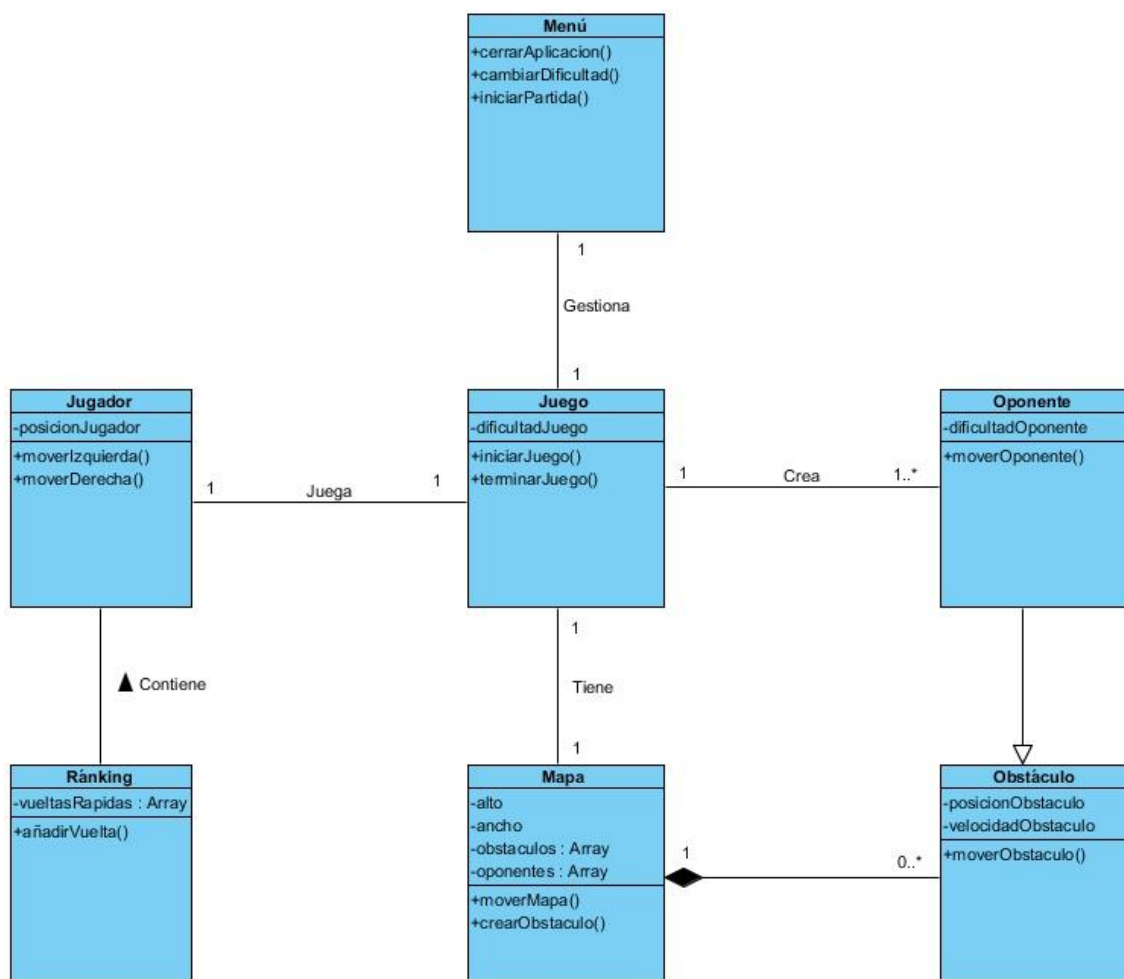 Menú
+cerrarAplicacion()
+cambiarDificultad()
+iniciarPartida()
1
Gestiona
1
Jugador
-posicionJugador
+moverIzquierda()
+moverDerecha()
1
Juega
1
Juego
-dificultadJuego
+iniciarJuego()
+terminarJuego()
1
Crea
1..*
Oponente
-dificultadOponente
+moverOponente()
Contiene
1
Tiene
1
Ránking
-vueltasRapidas : Array
+añadirVuelta()
Mapa
-alto
-ancho
-obstaculos : Array
-oponentes : Array
+moverMapa()
+crearObstaculo()
1
0..*
Obstáculo
-posicionObstaculo
-velocidadObstaculo
+moverObstaculo()